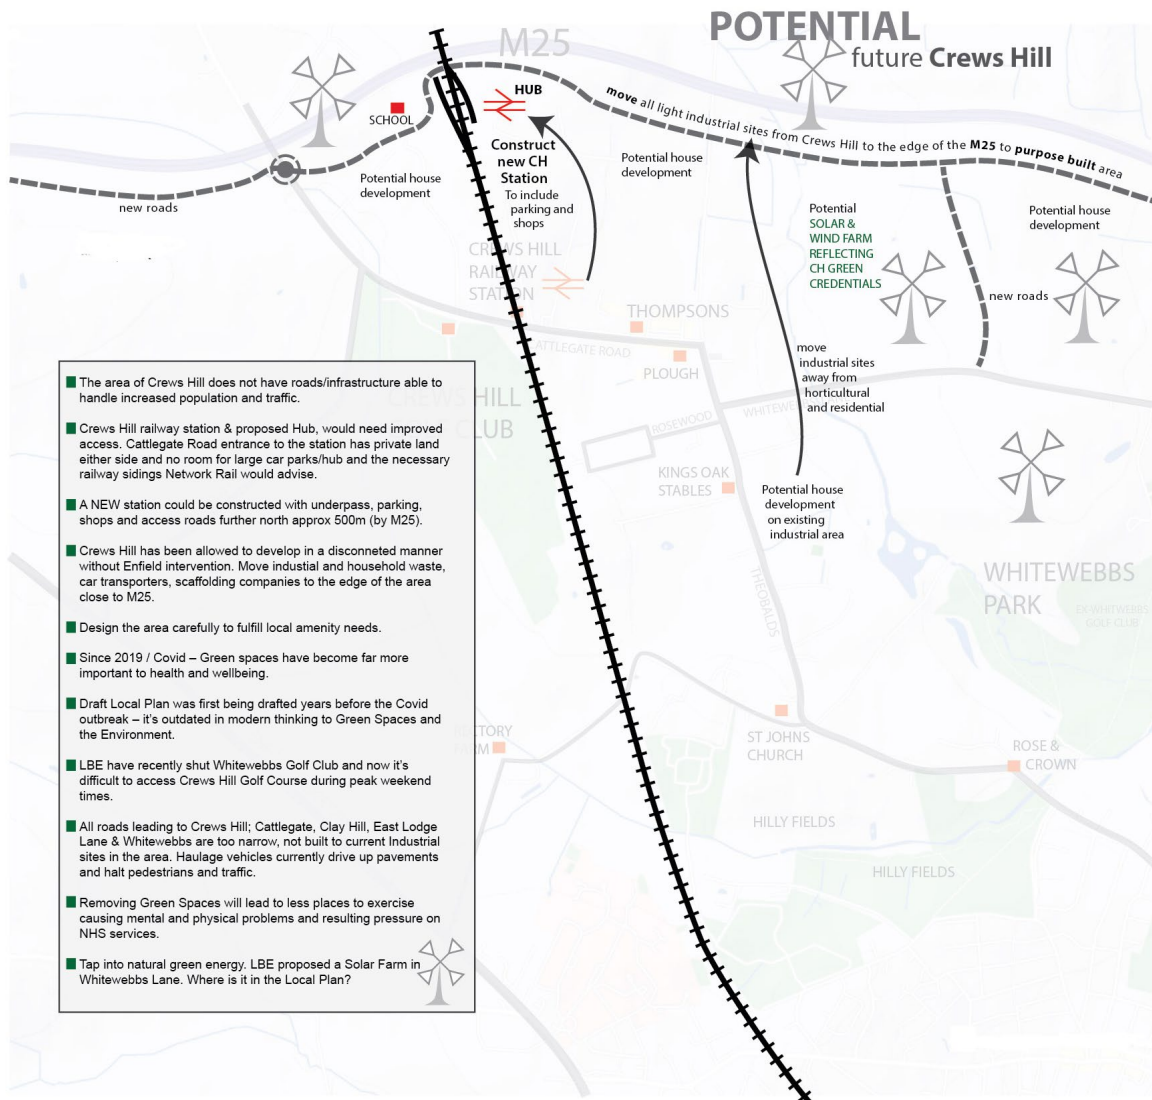 POTENTIAL
future Crews Hill
M25
HUB
SCHOOL
move all light industrial sites from Crews Hill to the edge of the M25 to purpose built area
Construct
new CH
Station
To include
parking and
shops
Potential house
development
Potential house
development
new roads
Potential
SOLAR &
WIND FARM
REFLECTING
CH GREEN
CREDENTIALS
Potential house
development
new roads
CREWS HILL
RAILWAY
STATION
THOMPSONS
CATTLEGATE ROAD
PLOUGH
move
industrial sites
away from
horticultural
and residential
CREWS HILL
CLUB
ROSEWOOD
WHITEWE
KINGS OAK
STABLES
Potential house
development
on existing
industrial area
THEOBALDS
WHITEWEBBS
PARK
EX-WHITWEBBS
GOLF CLUB
The area of Crews Hill does not have roads/infrastructure able to
handle increased population and traffic.
Crews Hill railway station & proposed Hub, would need improved
access. Cattlegate Road entrance to the station has private land
either side and no room for large car parks/hub and the necessary
railway sidings Network Rail would advise.
A NEW station could be constructed with underpass, parking,
shops and access roads further north approx 500m (by M25).
Crews Hill has been allowed to develop in a disconneted manner
without Enfield intervention. Move industial and household waste,
car transporters, scaffolding companies to the edge of the area
close to M25.
Design the area carefully to fulfill local amenity needs.
Since 2019 / Covid – Green spaces have become far more
important to health and wellbeing.
Draft Local Plan was first being drafted years before the Covid
outbreak – it's outdated in modern thinking to Green Spaces and
the Environment.
LBE have recently shut Whitewebbs Golf Club and now it's
difficult to access Crews Hill Golf Course during peak weekend
times.
All roads leading to Crews Hill; Cattlegate, Clay Hill, East Lodge
Lane & Whitewebbs are too narrow, not built to current Industrial
sites in the area. Haulage vehicles currently drive up pavements
and halt pedestrians and traffic.
Removing Green Spaces will lead to less places to exercise
causing mental and physical problems and resulting pressure on
NHS services.
Tap into natural green energy. LBE proposed a Solar Farm in
Whitewebbs Lane. Where is it in the Local Plan?
RECTORY
FARM
ST JOHNS
CHURCH
ROSE &
CROWN
HILLY FIELDS
HILLY FIELDS